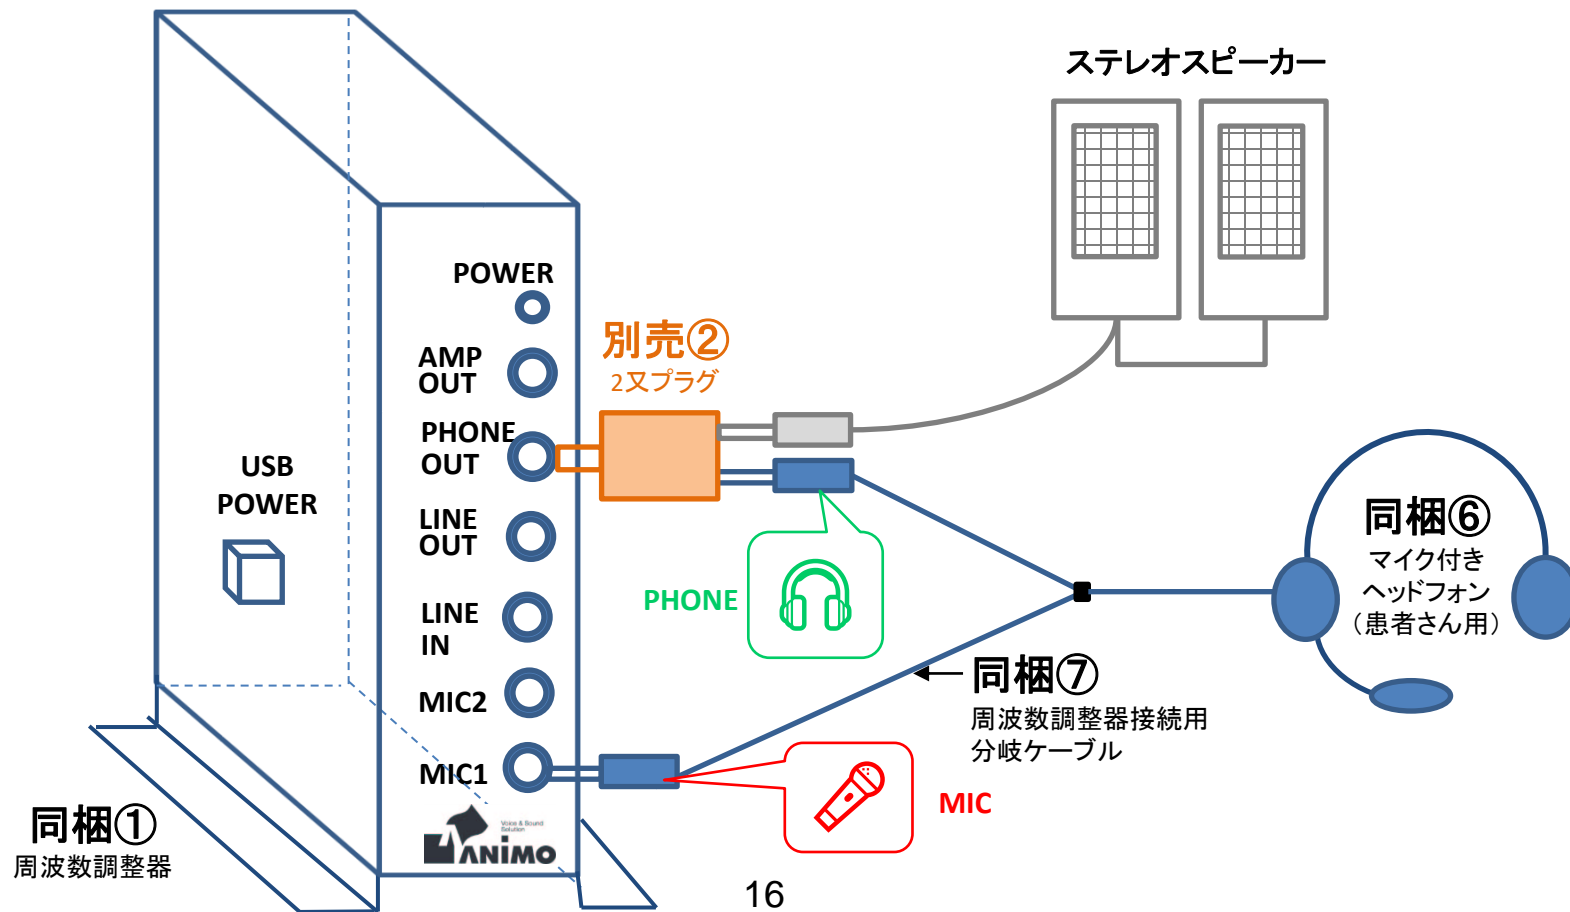 ステレオスピーカー
POWER
別売②
2又プラグ
AMP
OUT
PHONE
OUT
USB
POWER
LINE
OUT
同梱⑥
マイク付き
ヘッドフォン
（患者さん用）
PHONE
LINE
IN
同梱⑦
周波数調整器接続用
分岐ケーブル
MIC2
MIC1
MIC
同梱①
周波数調整器
Voice & Sound
Solution
ANIMO
16